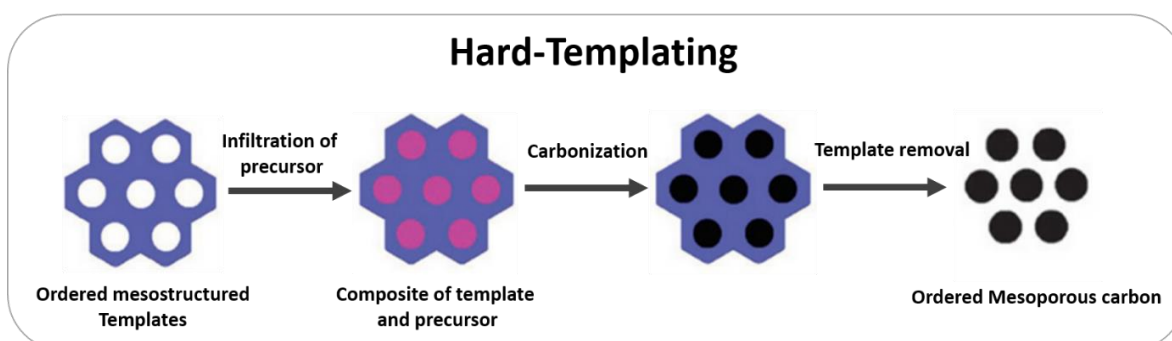 Hard-Templating
Infiltration of
precursor
Carbonization
Template removal
Ordered mesostructured
Templates
Composite of template
and precursor
Ordered Mesoporous carbon